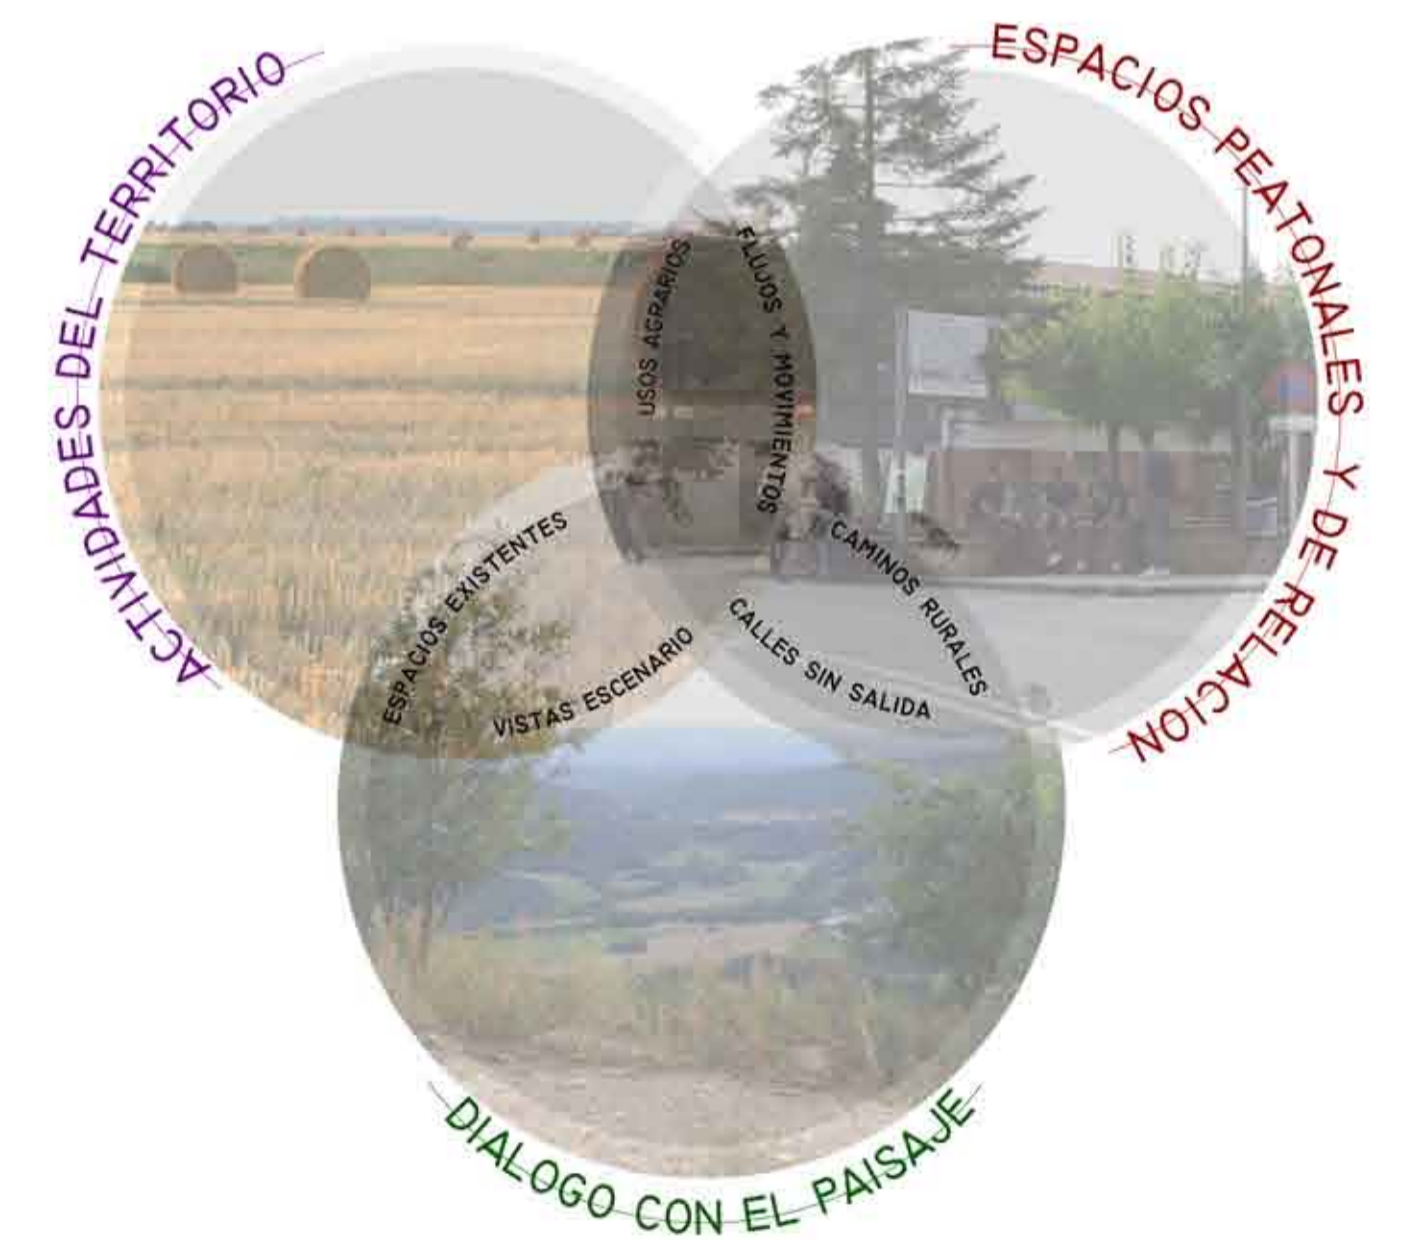 ACTIVIDADES DEL TERRITORIO
ESPACIOS PEATONALES Y DE RELACION
USOS AGRARIOS
FLUJOS Y MOVIMIENTOS
ESPACIOS EXISTENTES
VISTAS ESCENARIO
CAMINOS RURALES
CALLES SIN SALIDA
DIALOGO CON EL PAISAJE